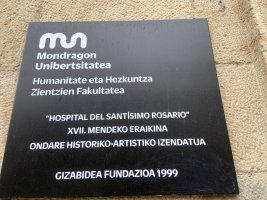 mun
Mondragon
Unibertsitatea
Humanitate eta Hezkuntza
Zientzien Fakultatea
"HOSPITAL DEL SANTÍSIMO ROSARIO"
XVII. MENDEKO ERAIKINA
ONDARE HISTORIKO-ARTISTIKO IZENDATUA
GIZABIDEA FUNDAZIOA 1999